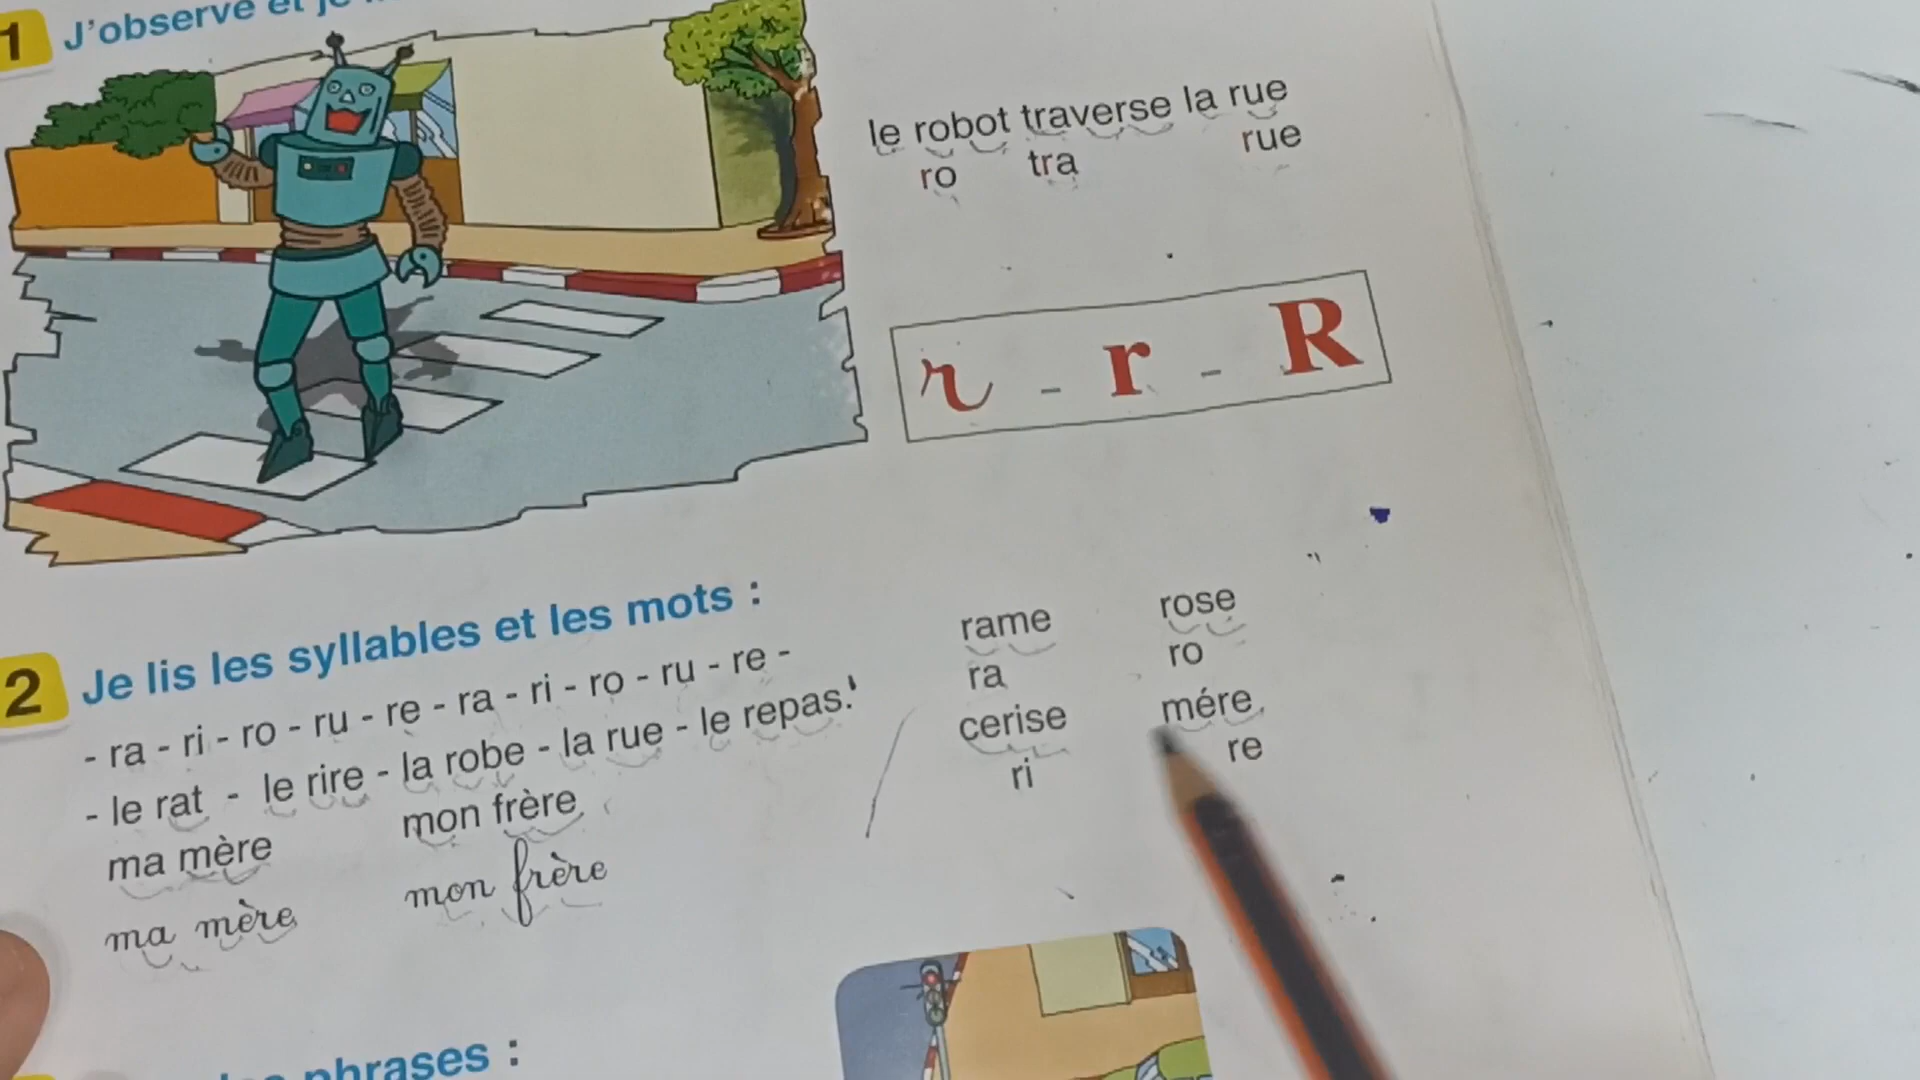 1 J'observe et je
le robot traverse la rue
ro tra rue
r - r - R
2 Je lis les syllables et les mots :
- ra - ri - ro - ru - re - ra - ri - ro - ru - re -
- le rat - le rire - la robe - la rue - le repas.
ma mère mon frère
ma mère mon frère
rame rose
ra ro
cerise mére
ri re
phrases :